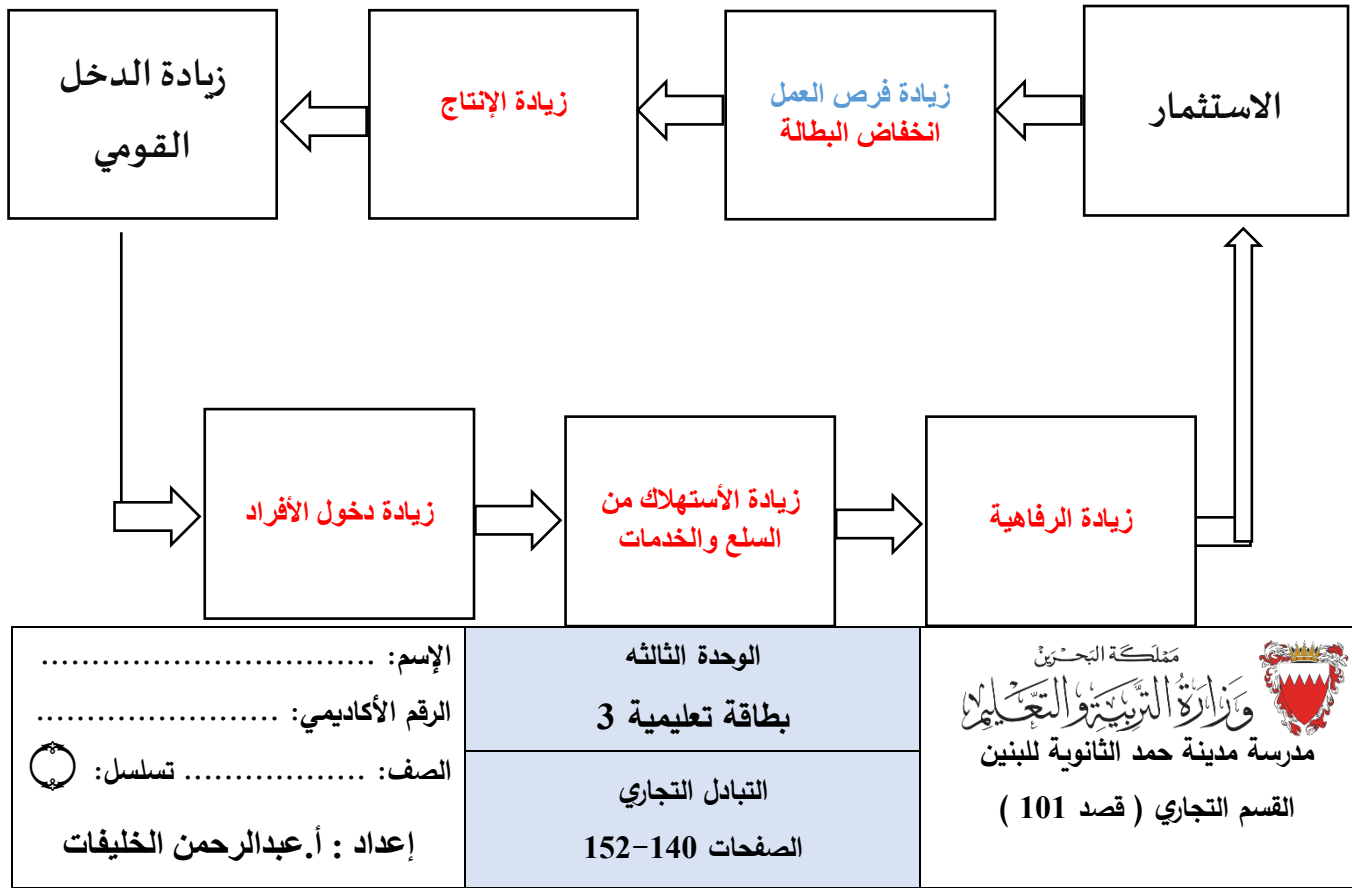 الاستثمار
زيادة فرص العمل
انخفاض البطالة
زيادة الإنتاج
زيادة الدخل
القومي
زيادة دخول الأفراد
زيادة الأستهلاك من
السلع والخدمات
زيادة الرفاهية
مملكة البحرين
وزارة التربية والتعليم
مدرسة مدينة حمد الثانوية للبنين
القسم التجاري ( قصد 101 )
الوحدة الثالثه
بطاقة تعليمية 3
التبادل التجاري
الصفحات 140-152
الإسم: .................................
الرقم الأكاديمي: ........................
الصف: .................. تسلسل:
إعداد : أ.عبدالرحمن الخليفات